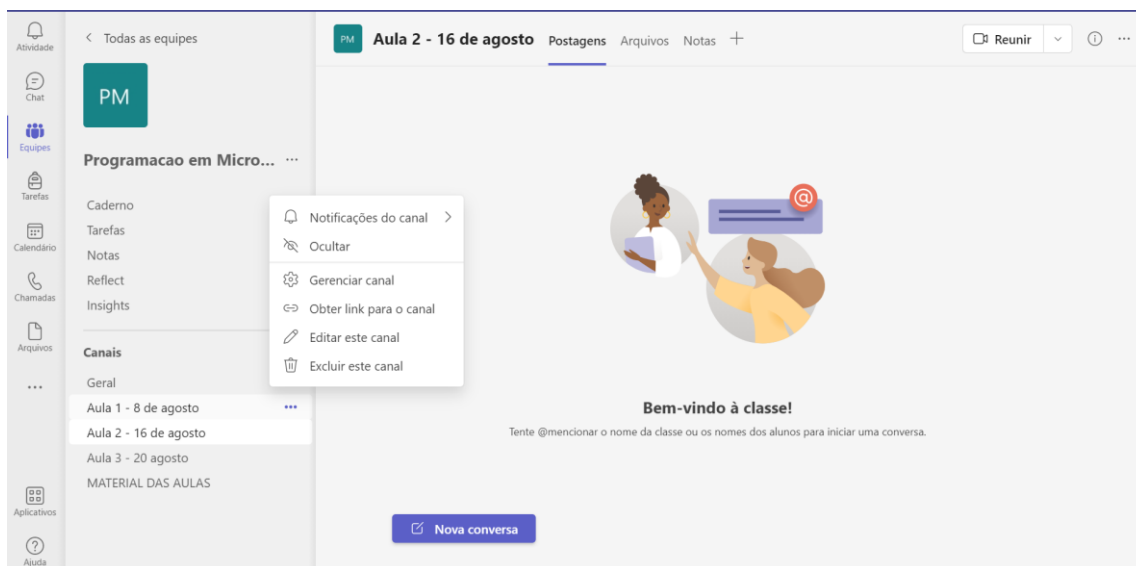 Atividade
Chat
Equipes
Tarefas
Calendário
Chamadas
Arquivos
Aplicativos
Ajuda
Todas as equipes
PM
Programacao em Micro... ...
Caderno
Tarefas
Notas
Reflect
Insights
Canais
Geral
Aula 1 - 8 de agosto
Aula 2 - 16 de agosto
Aula 3 - 20 agosto
MATERIAL DAS AULAS
Notificações do canal
Ocultar
Gerenciar canal
Obter link para o canal
Editar este canal
Excluir este canal
PM Aula 2 - 16 de agosto Postagens Arquivos Notas +
Reunir
@
Bem-vindo à classe!
Tente @mencionar o nome da classe ou os nomes dos alunos para iniciar uma conversa.
Nova conversa